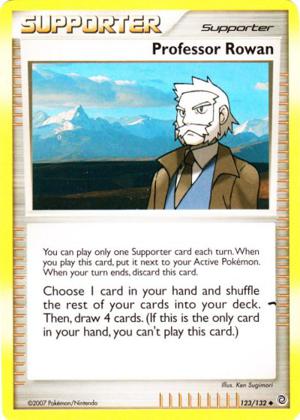 SUPPORTER Supporter
Professor Rowan
You can play only one Supporter card each turn. When
you play this card, put it next to your Active Pokémon.
When your turn ends, discard this card.
Choose 1 card in your hand and shuffle
the rest of your cards into your deck.
Then, draw 4 cards. (If this is the only card
in your hand, you can't play this card.)
Illus. Ken Sugimori
©2007 Pokémon/Nintendo 123/132